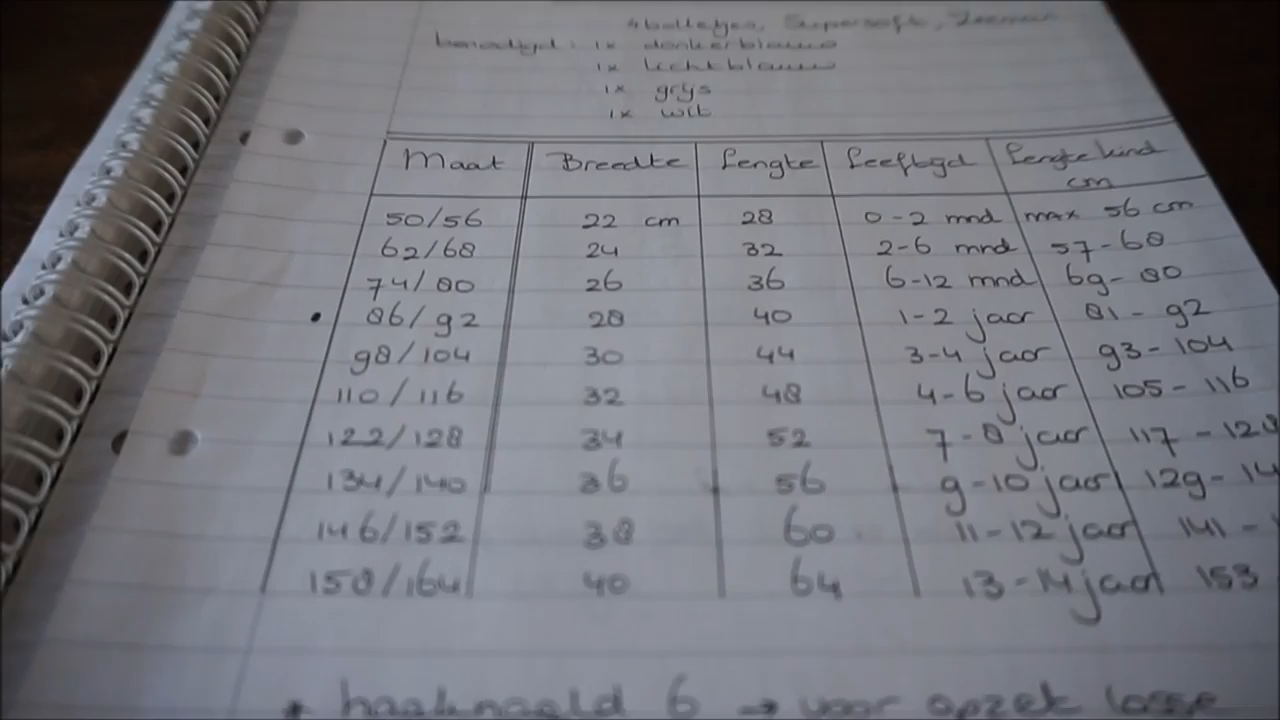 4 bolletjes, Supersoft, Zeeman
benodigd: 1x donkerblauw
1x lichtblauw
1x grijs
1x wit
Maat Breedte Lengte Leeftijd Lengte kind
cm
50/56 22 cm 28 0-2 mnd max 56 cm
62/68 24 32 2-6 mnd 57-68
74/80 26 36 6-12 mnd 69-80
• 86/92 28 40 1-2 jaar 81-92
98/104 30 44 3-4 jaar 93-104
110/116 32 48 4-6 jaar 105-116
122/128 34 52 7-8 jaar 117-128
134/140 36 56 9-10 jaar 129-14
146/152 38 60 11-12 jaar 141-
158/164 40 64 13-14 jaar 153
* haaknaald 6 → voor opzet losse